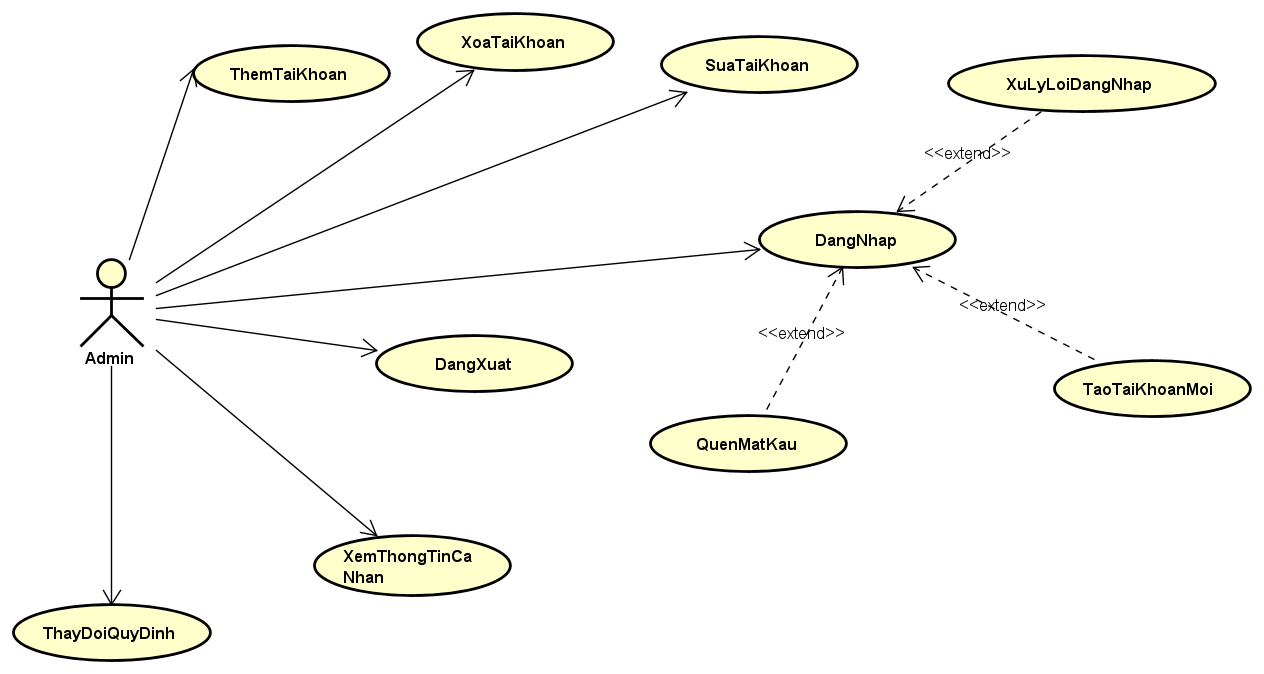 XoaTaiKhoan
SuaTaiKhoan
ThemTaiKhoan
XuLyLoiDangNhap
<<extend>>
DangNhap
<<extend>>
<<extend>>
Admin
DangXuat
TaoTaiKhoanMoi
QuenMatKau
XemThongTinCa
Nhan
ThayDoiQuyDinh